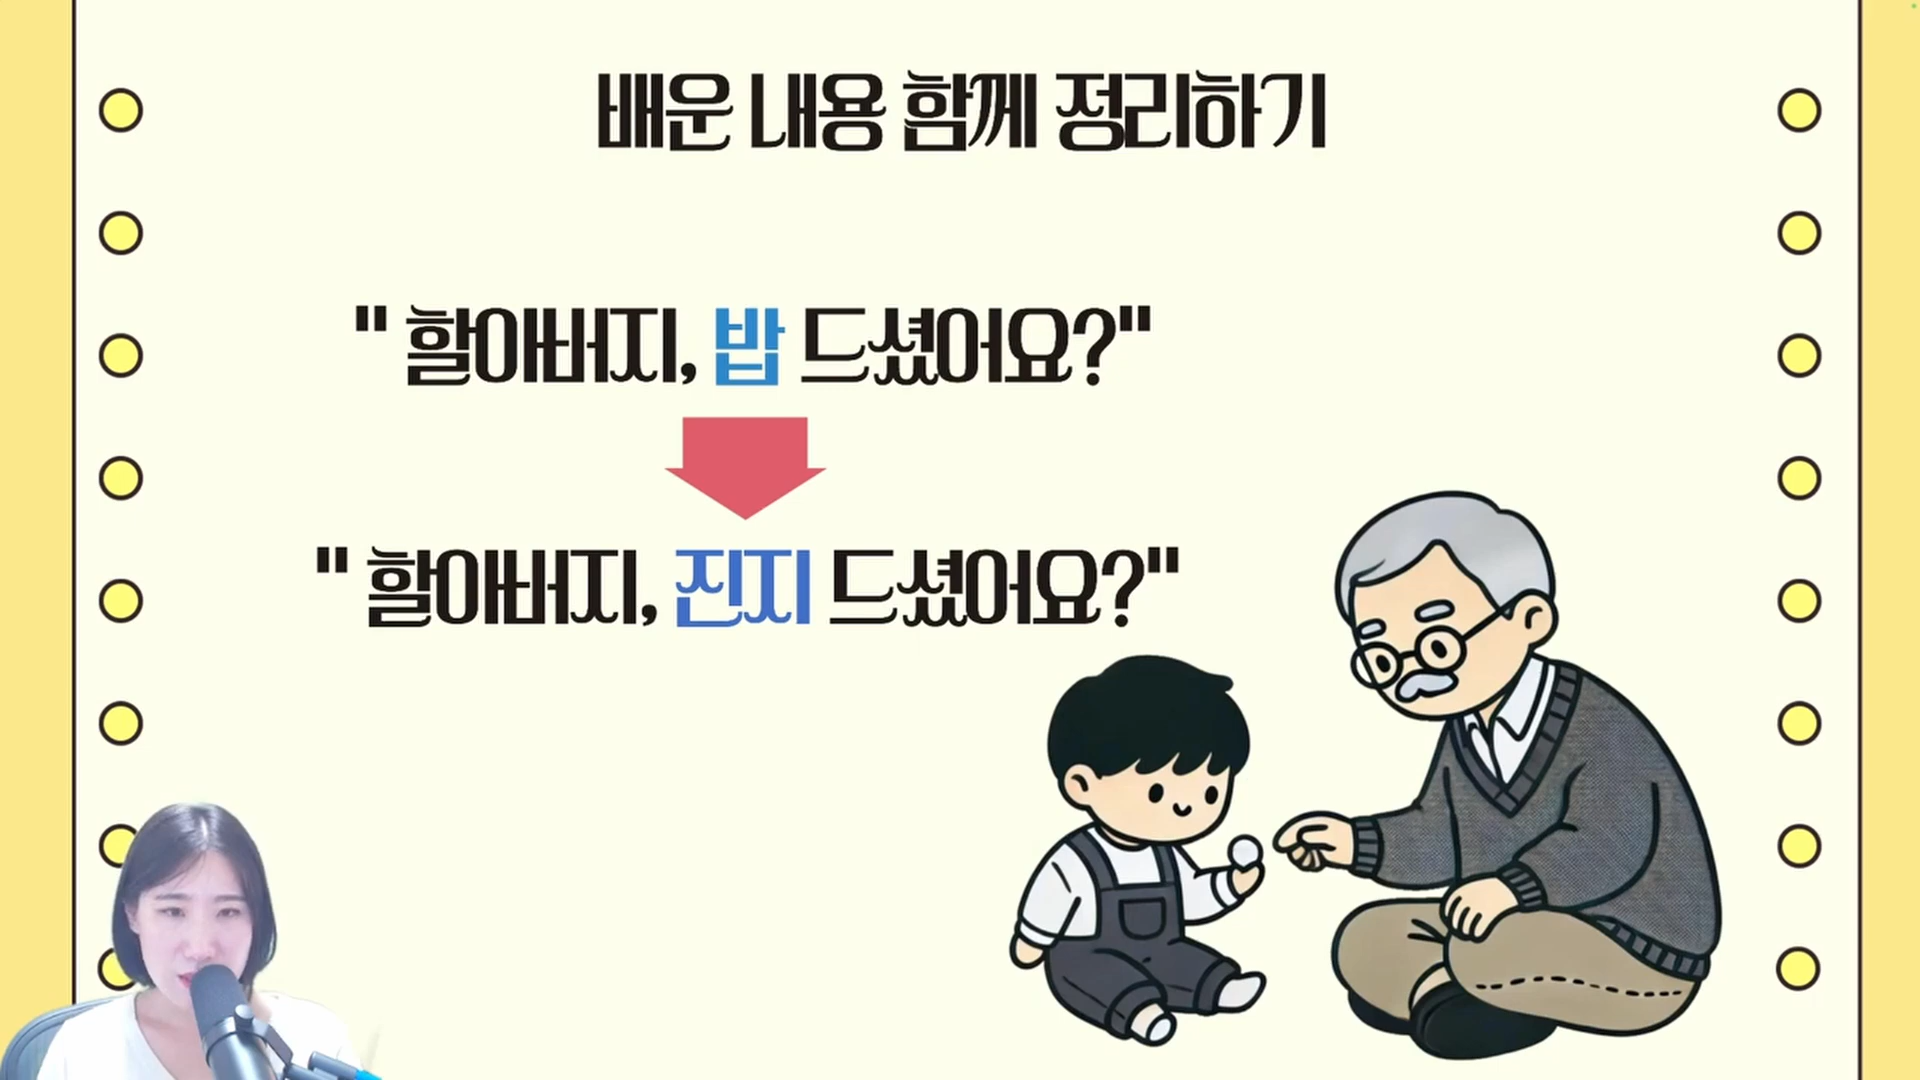 배운 내용 함께 정리하기
" 할아버지, 밥 드셨어요?"
" 할아버지, 진지 드셨어요?"